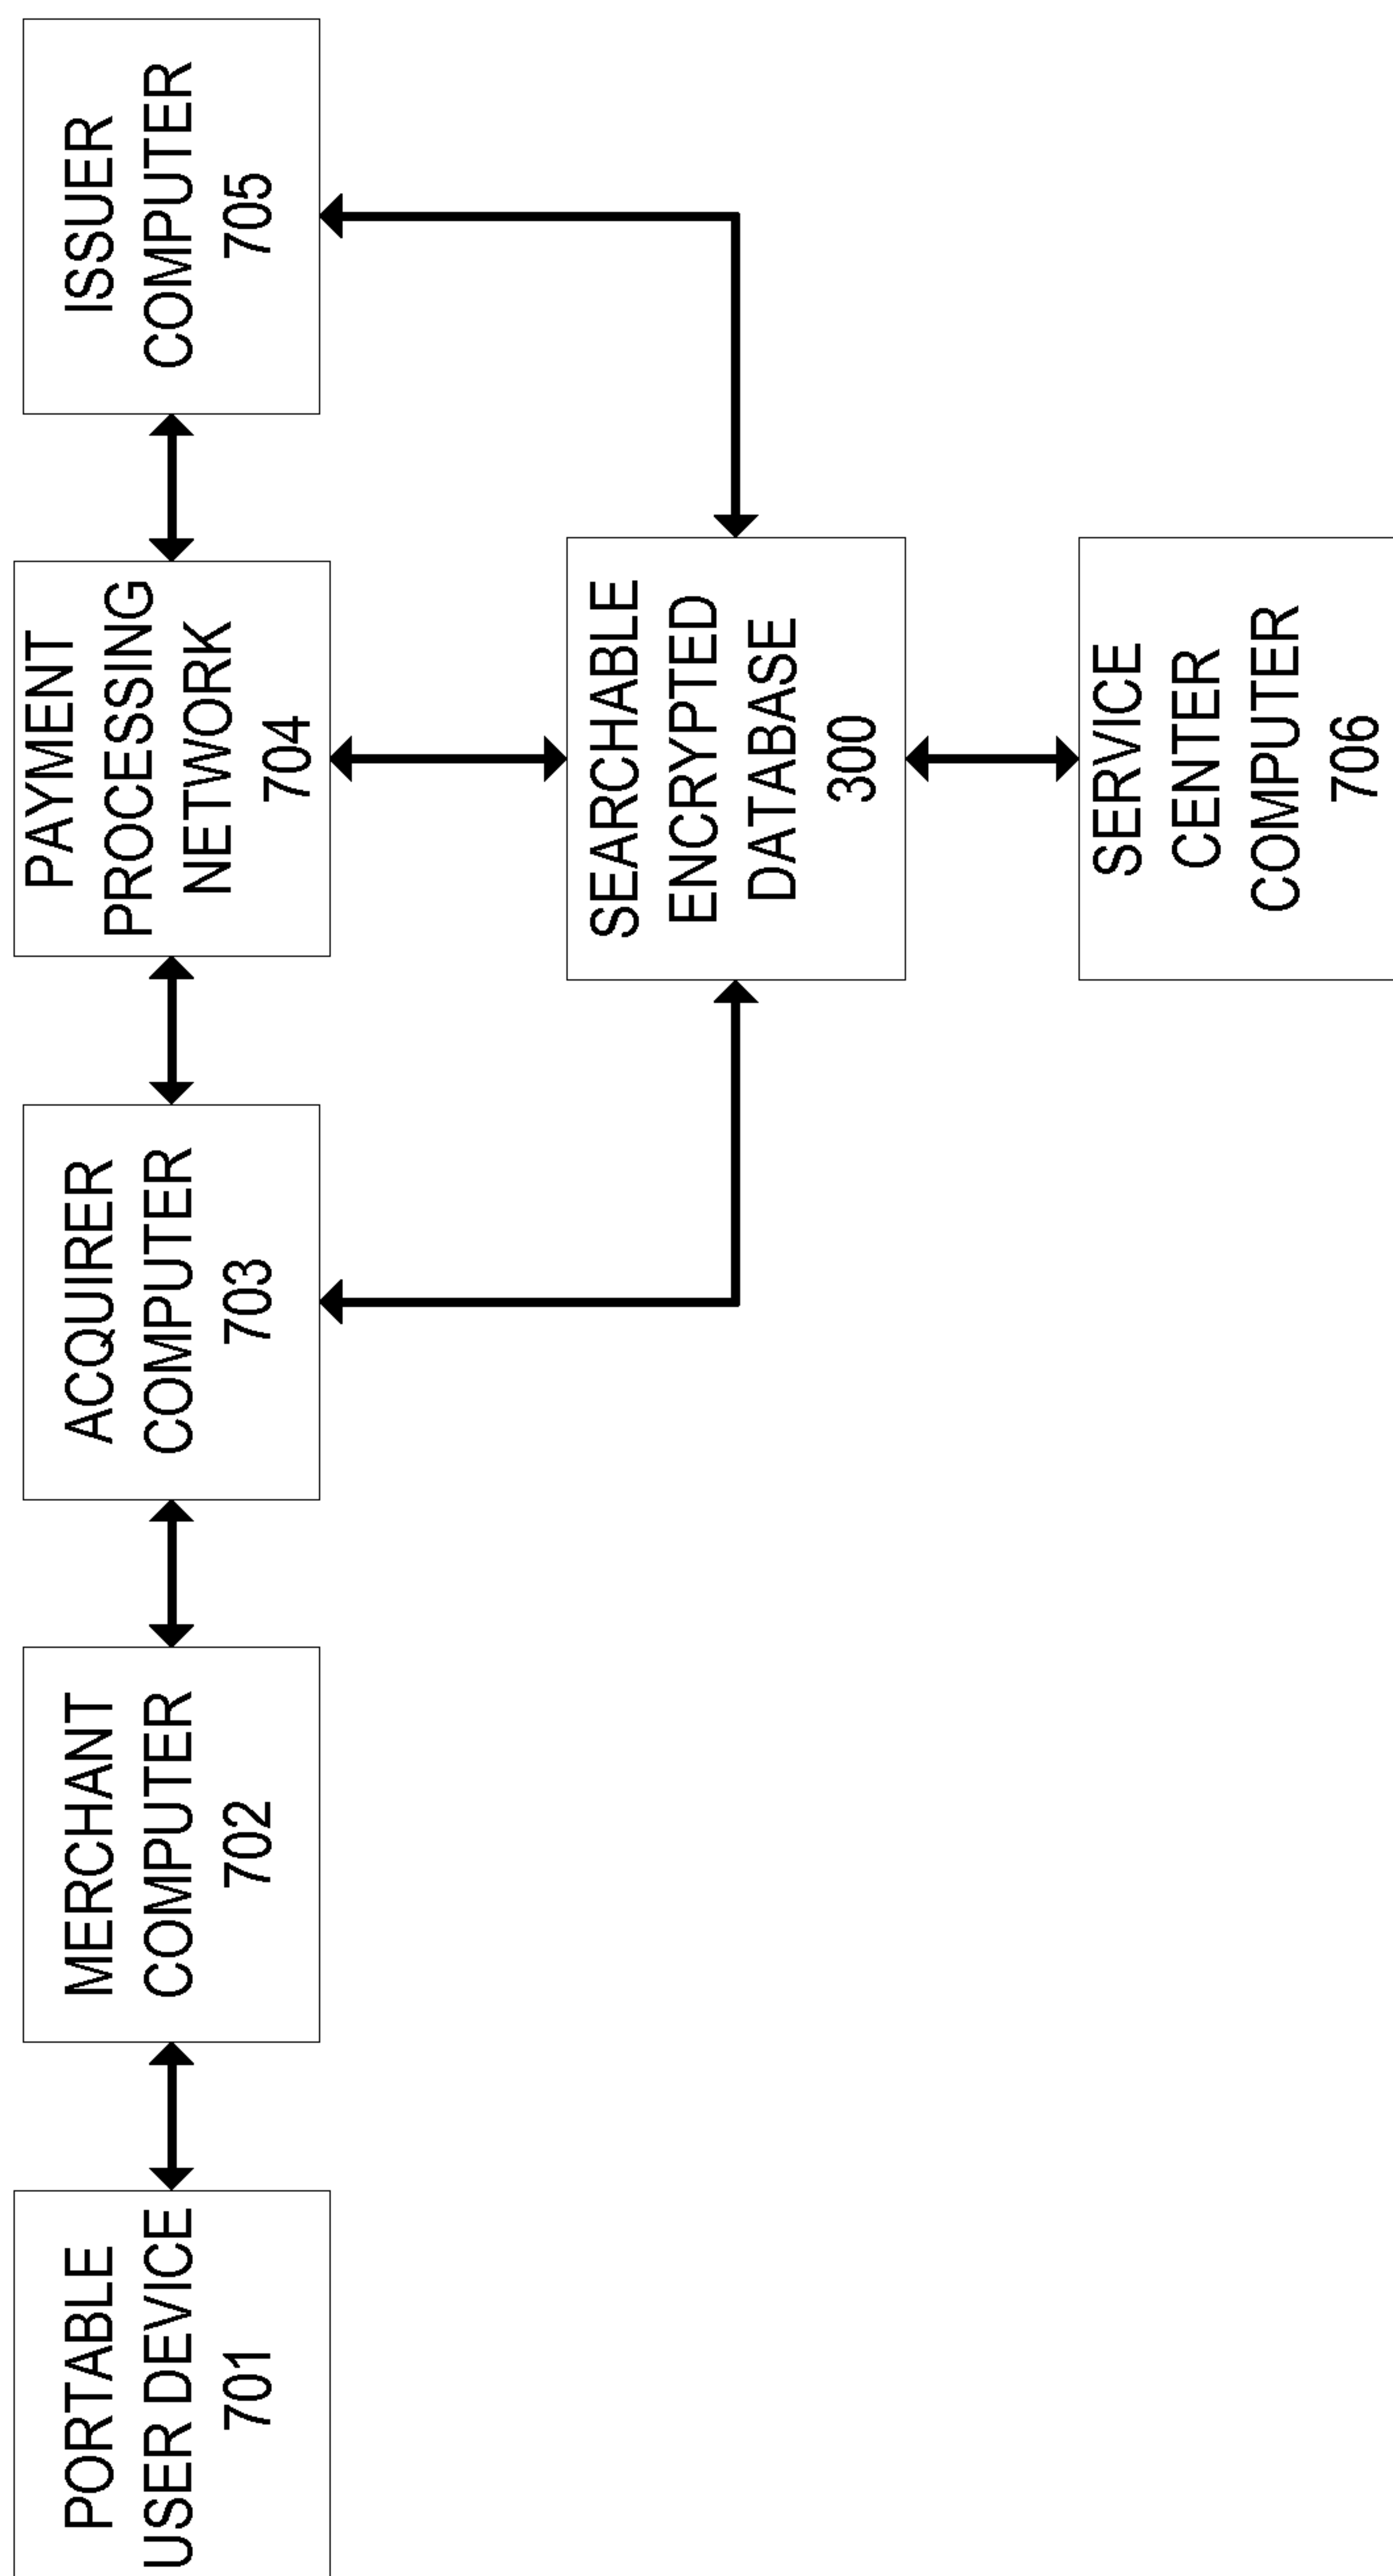 PORTABLE
USER DEVICE
701
MERCHANT
COMPUTER
702
ACQUIRER
COMPUTER
703
PAYMENT
PROCESSING
NETWORK
704
ISSUER
COMPUTER
705
SEARCHABLE
ENCRYPTED
DATABASE
300
SERVICE
CENTER
COMPUTER
706